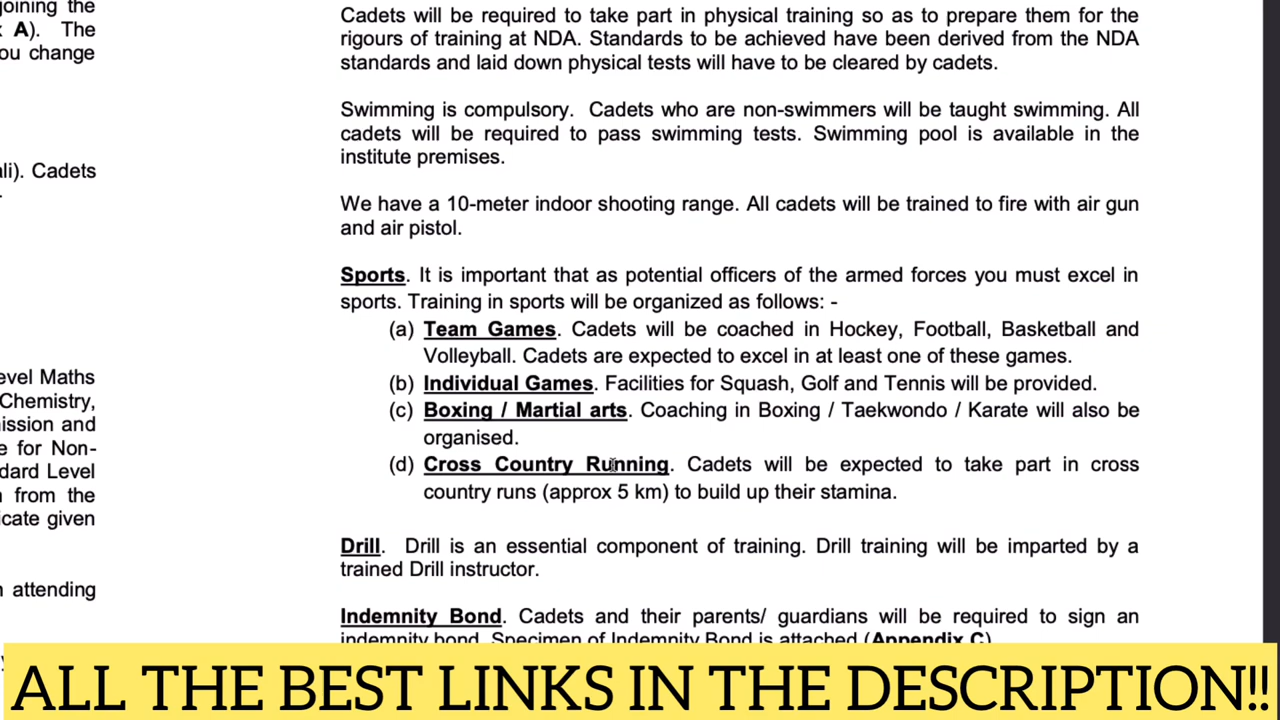 joining the
A). The
ou change
li). Cadets
evel Maths
Chemistry,
ission and
e for Non-
dard Level
from the
icate given
attending
Cadets will be required to take part in physical training so as to prepare them for the
rigours of training at NDA. Standards to be achieved have been derived from the NDA
standards and laid down physical tests will have to be cleared by cadets.
Swimming is compulsory. Cadets who are non-swimmers will be taught swimming. All
cadets will be required to pass swimming tests. Swimming pool is available in the
institute premises.
We have a 10-meter indoor shooting range. All cadets will be trained to fire with air gun
and air pistol.
Sports. It is important that as potential officers of the armed forces you must excel in
sports. Training in sports will be organized as follows: -
(a) Team Games. Cadets will be coached in Hockey, Football, Basketball and
Volleyball. Cadets are expected to excel in at least one of these games.
(b) Individual Games. Facilities for Squash, Golf and Tennis will be provided.
(c) Boxing / Martial arts. Coaching in Boxing / Taekwondo / Karate will also be
organised.
(d) Cross Country Running. Cadets will be expected to take part in cross
country runs (approx 5 km) to build up their stamina.
Drill. Drill is an essential component of training. Drill training will be imparted by a
trained Drill instructor.
Indemnity Bond. Cadets and their parents/ guardians will be required to sign an
indemnity bond. Specimen of Indemnity Bond is attached (Appendix C)
ALL THE BEST LINKS IN THE DESCRIPTION!!